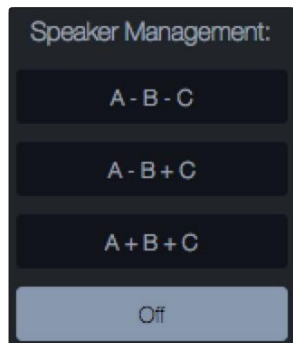 Speaker Management:
A - B - C
A - B + C
A + B + C
Off